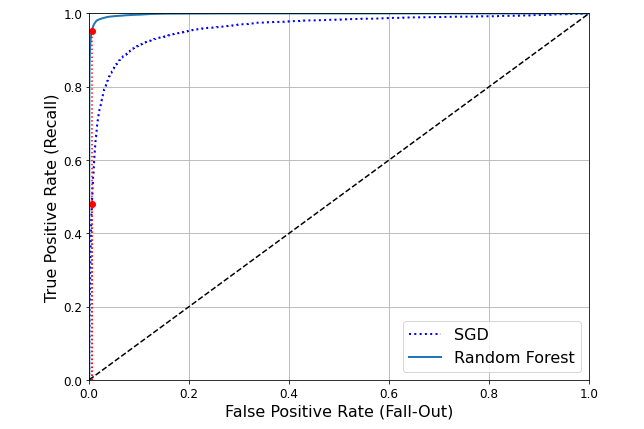 True Positive Rate (Recall)
1.0
0.8
0.6
0.4
0.2
0.0
0.0 0.2 0.4 0.6 0.8 1.0
False Positive Rate (Fall-Out)
SGD
Random Forest